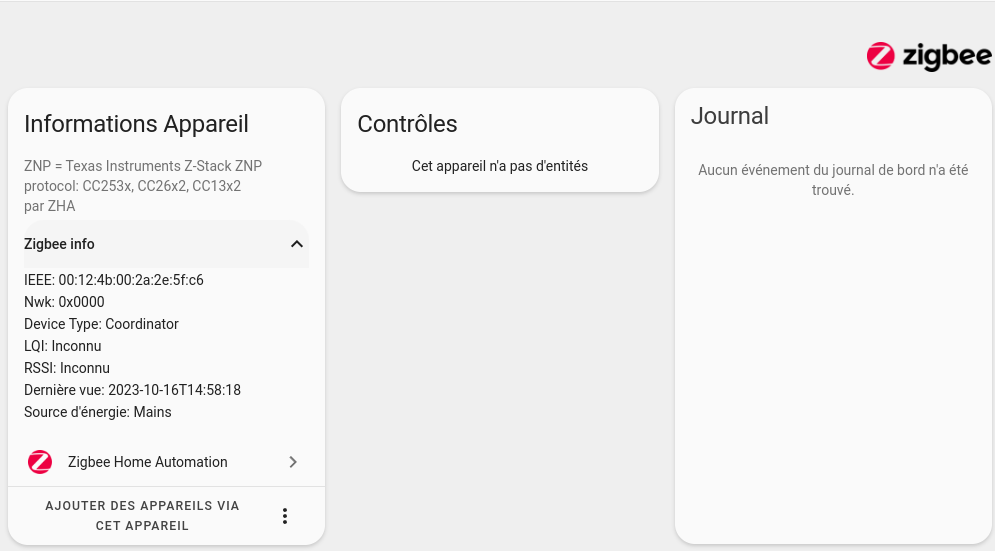 zigbee
Informations Appareil
ZNP = Texas Instruments Z-Stack ZNP
protocol: CC253x, CC26x2, CC13x2
par ZHA
Zigbee info
IEEE: 00:12:4b:00:2a:2e:5f:c6
Nwk: 0x0000
Device Type: Coordinator
LQI: Inconnu
RSSI: Inconnu
Dernière vue: 2023-10-16T14:58:18
Source d'énergie: Mains
Zigbee Home Automation
AJOUTER DES APPAREILS VIA
CET APPAREIL
Contrôles
Cet appareil n'a pas d'entités
Journal
Aucun événement du journal de bord n'a été
trouvé.